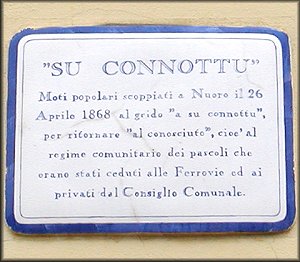 "SU CONNOTTU"
Moti popolari scoppiati a Nuoro il 26
Aprile 1868 al grido "a su connottu",
per ritornare "al conosciuto", cioe' al
regime comunitario dei pascoli che
erano stati ceduti alle Ferrovie ed ai
privati dal Consiglio Comunale.